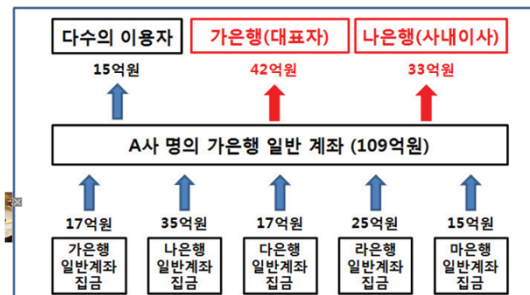 다수의 이용자
가은행(대표자)
나은행(사내이사)
15억원
42억원
33억원
A사 명의 가은행 일반 계좌 (109억원)
17억원
35억원
17억원
25억원
15억원
가은행
일반계좌
집금
나은행
일반계좌
집금
다은행
일반계좌
집금
라은행
일반계좌
집금
마은행
일반계좌
집금